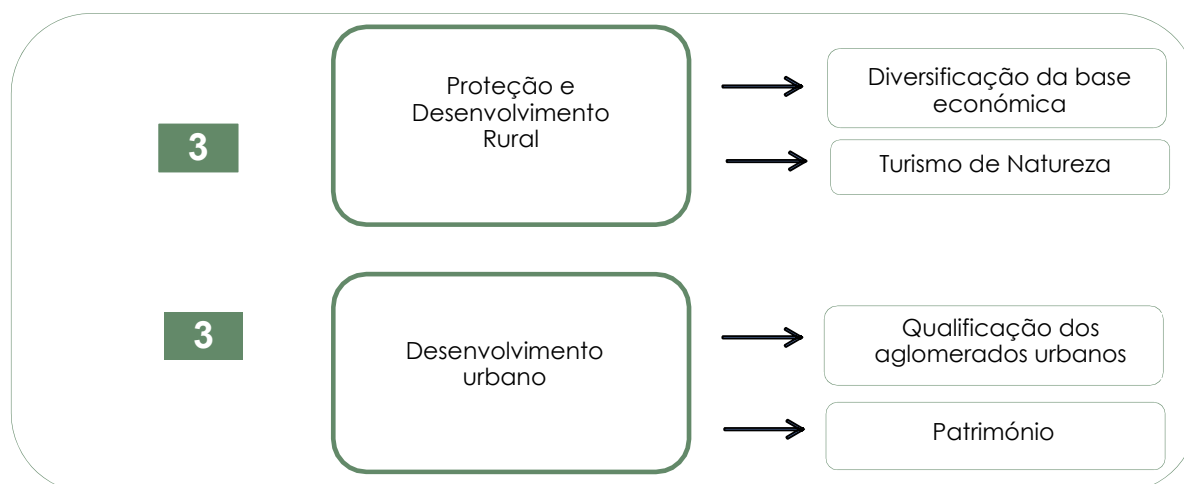 3
Proteção e
Desenvolvimento
Rural
Diversificação da base
económica
Turismo de Natureza
3
Desenvolvimento
urbano
Qualificação dos
aglomerados urbanos
Património